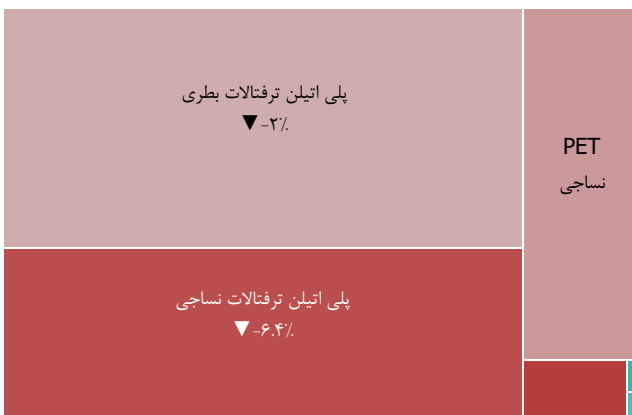 پلی اتیلن ترفتالات بطری
▼ -۲٪
PET
نساجی
پلی اتیلن ترفتالات نساجی
▼ -۶.۴٪